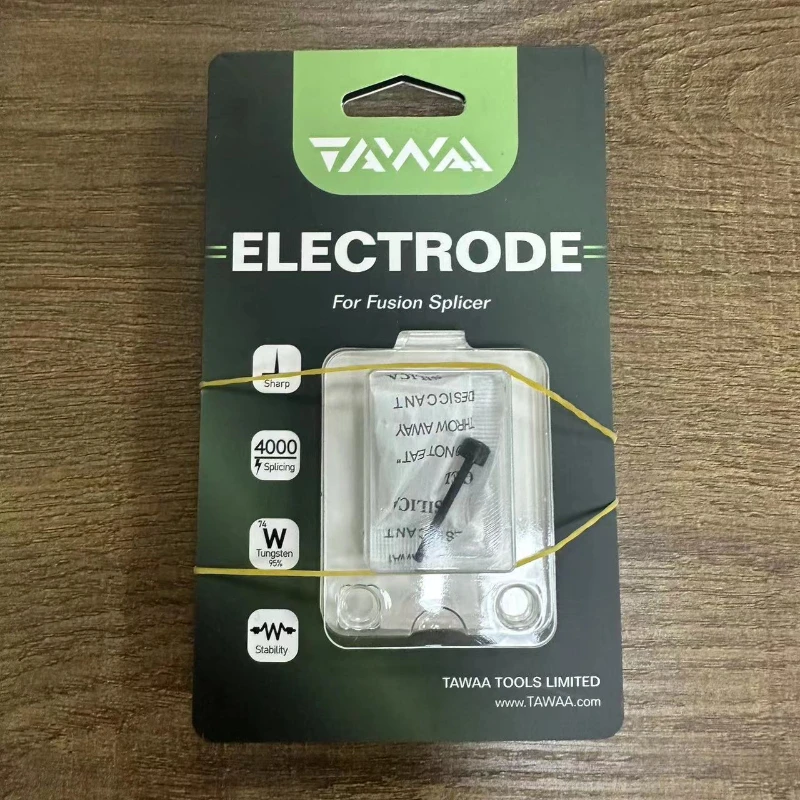 TAWAA
ELECTRODE
For Fusion Splicer
Sharp
SILICA
DESICCANT
THROW AWAY
NOT EAT"
4000
Splicing
SILICA
74
W
Tungsten
95%
Stability
TAWAA TOOLS LIMITED
www.TAWAA.com